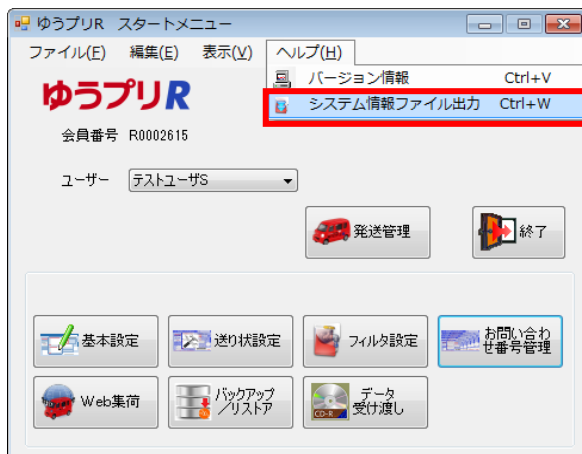 ゆうプリR スタートメニュー
ファイル(F) 編集(E) 表示(V) ヘルプ(H)
バージョン情報 Ctrl+V
システム情報ファイル出力 Ctrl+W
ゆうプリR
会員番号 R0002615
ユーザー テストユーザS
発送管理
終了
基本設定
送り状設定
フィルタ設定
お問い合わ
せ番号管理
Web集荷
バックアップ
/リストア
CD-R
データ
受け渡し